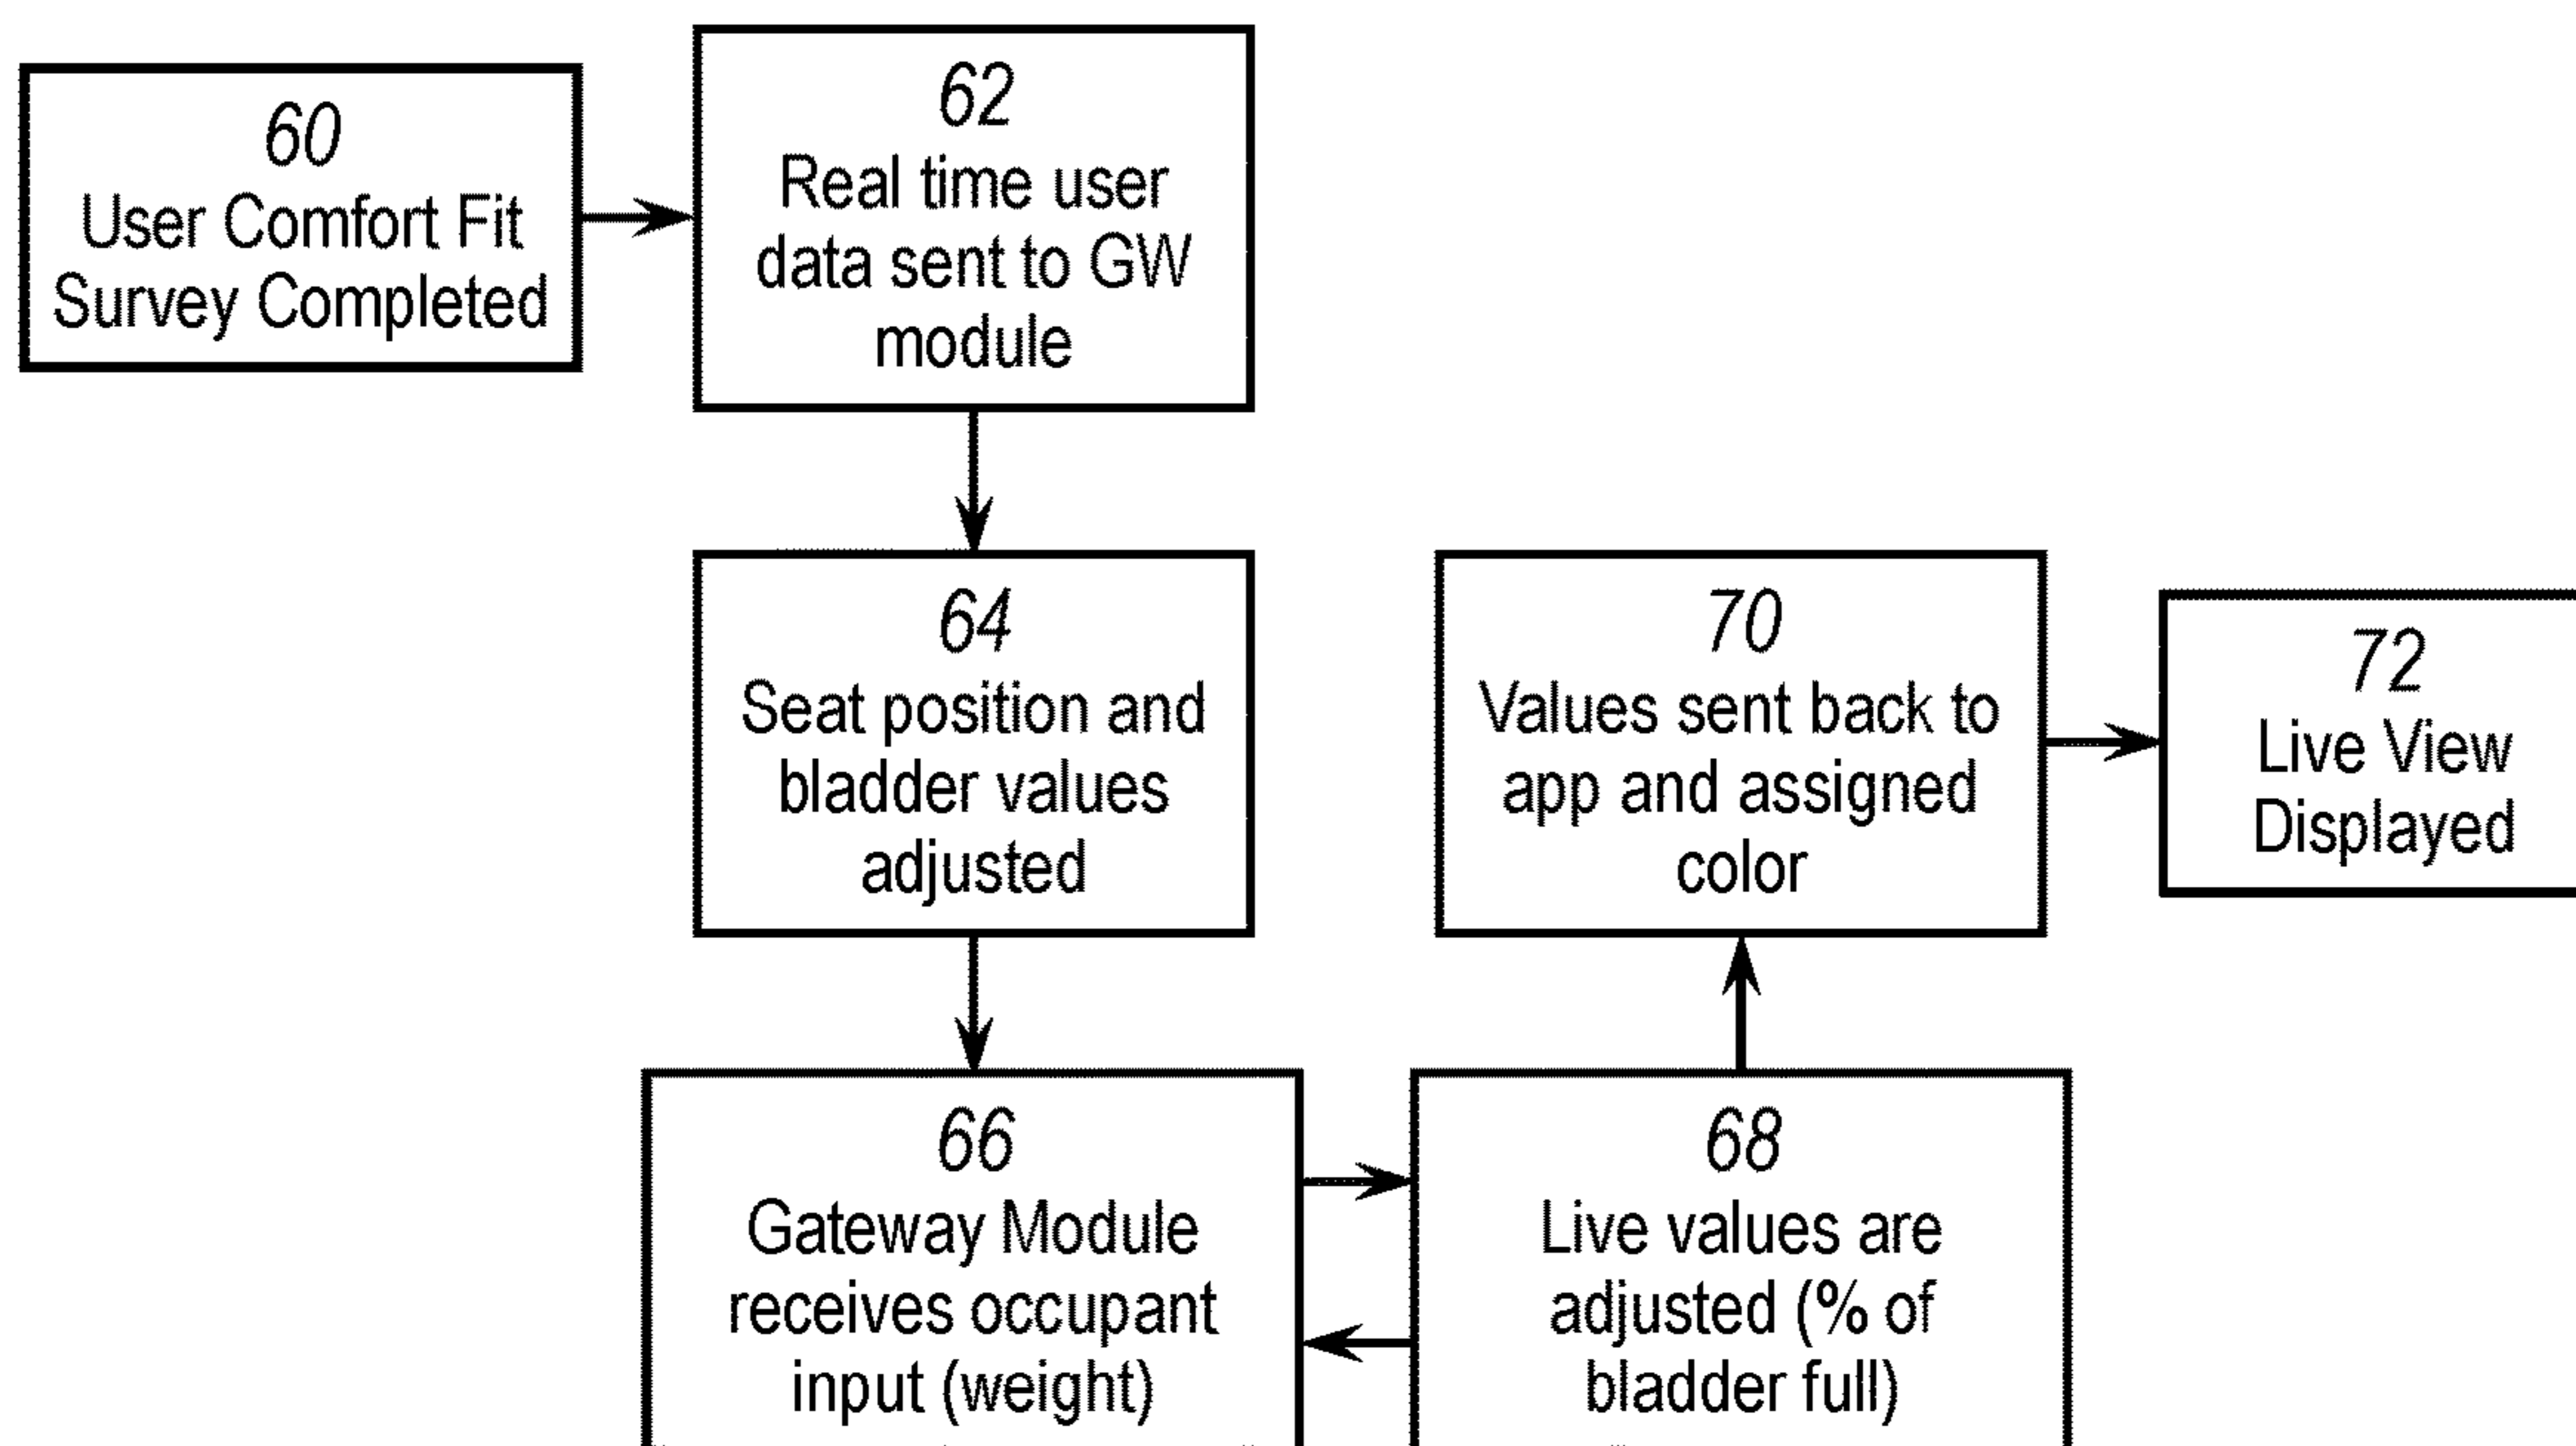 60
User Comfort Fit
Survey Completed
62
Real time user
data sent to GW
module
64
Seat position and
bladder values
adjusted
66
Gateway Module
receives occupant
input (weight)
68
Live values are
adjusted (% of
bladder full)
70
Values sent back to
app and assigned
color
72
Live View
Displayed